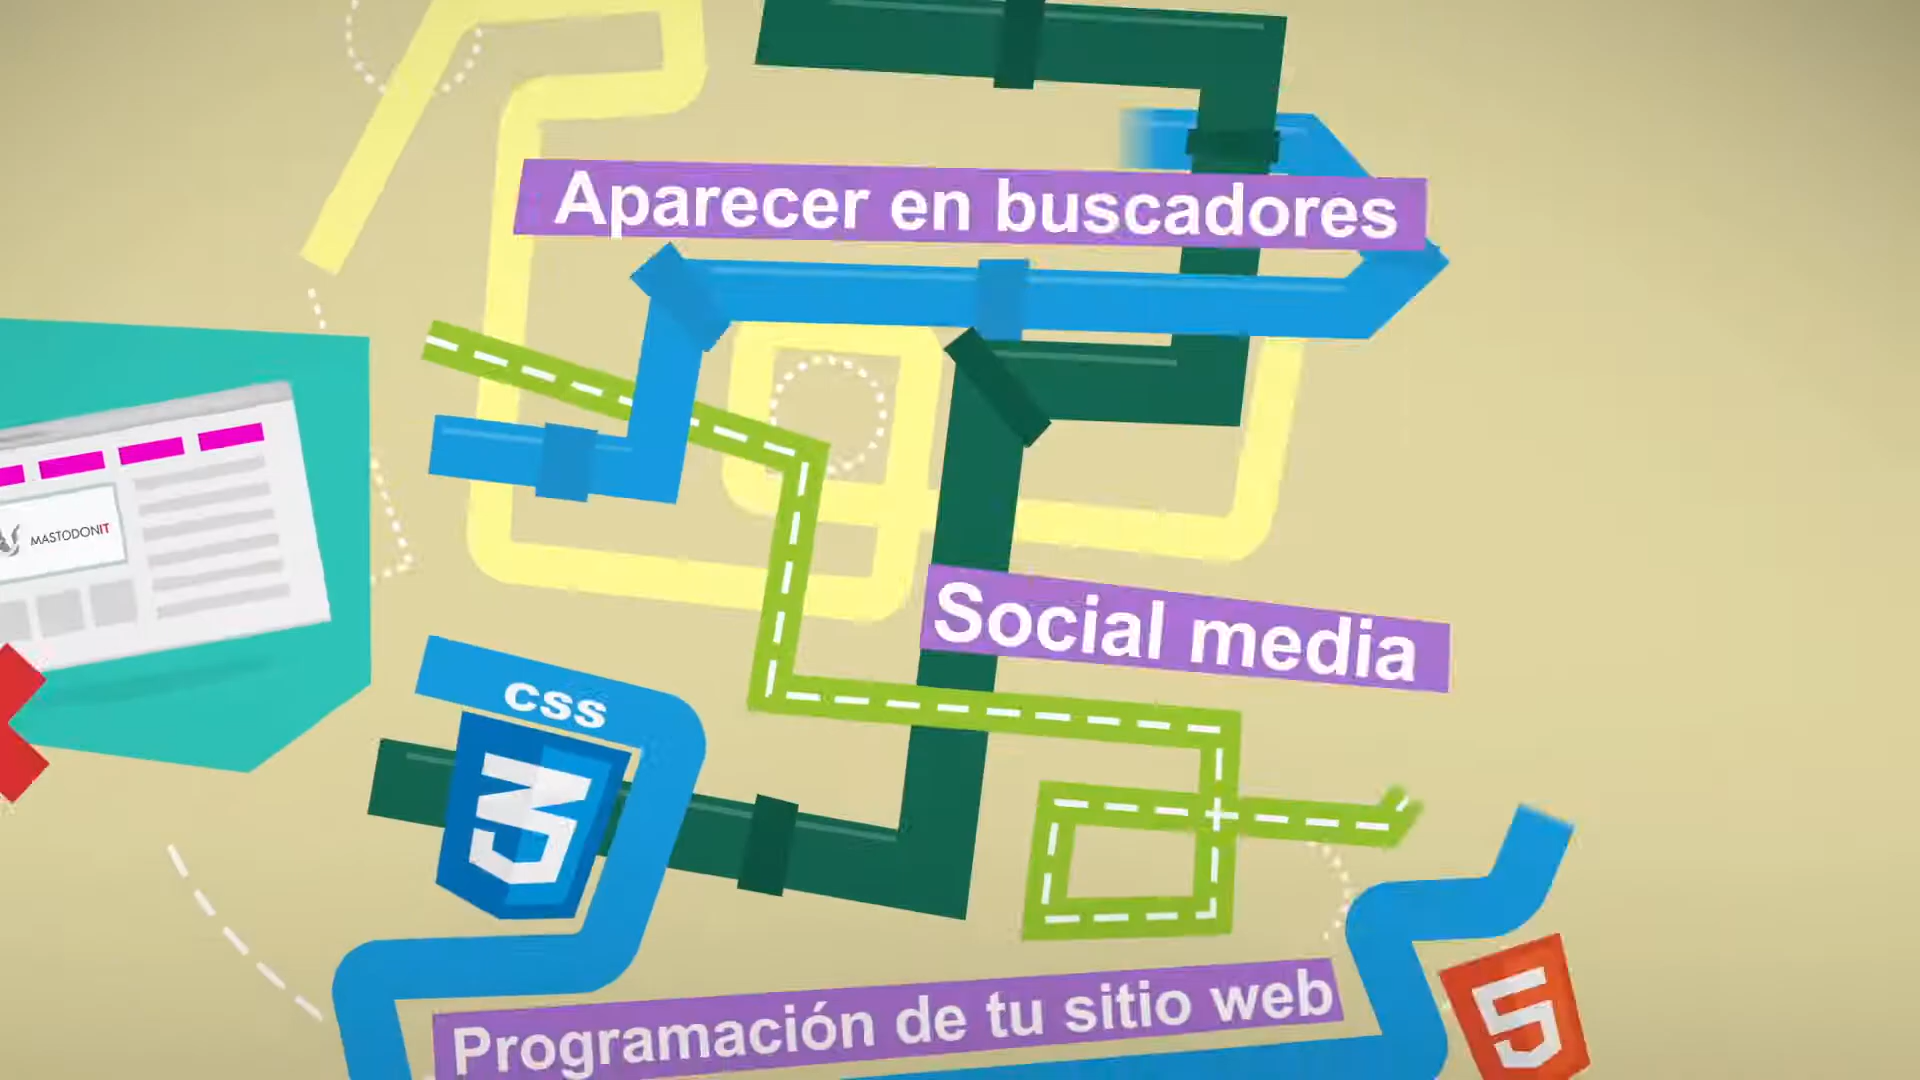 Aparecer en buscadores
MASTODONIT
Social media
CSS
3
Programación de tu sitio web
5